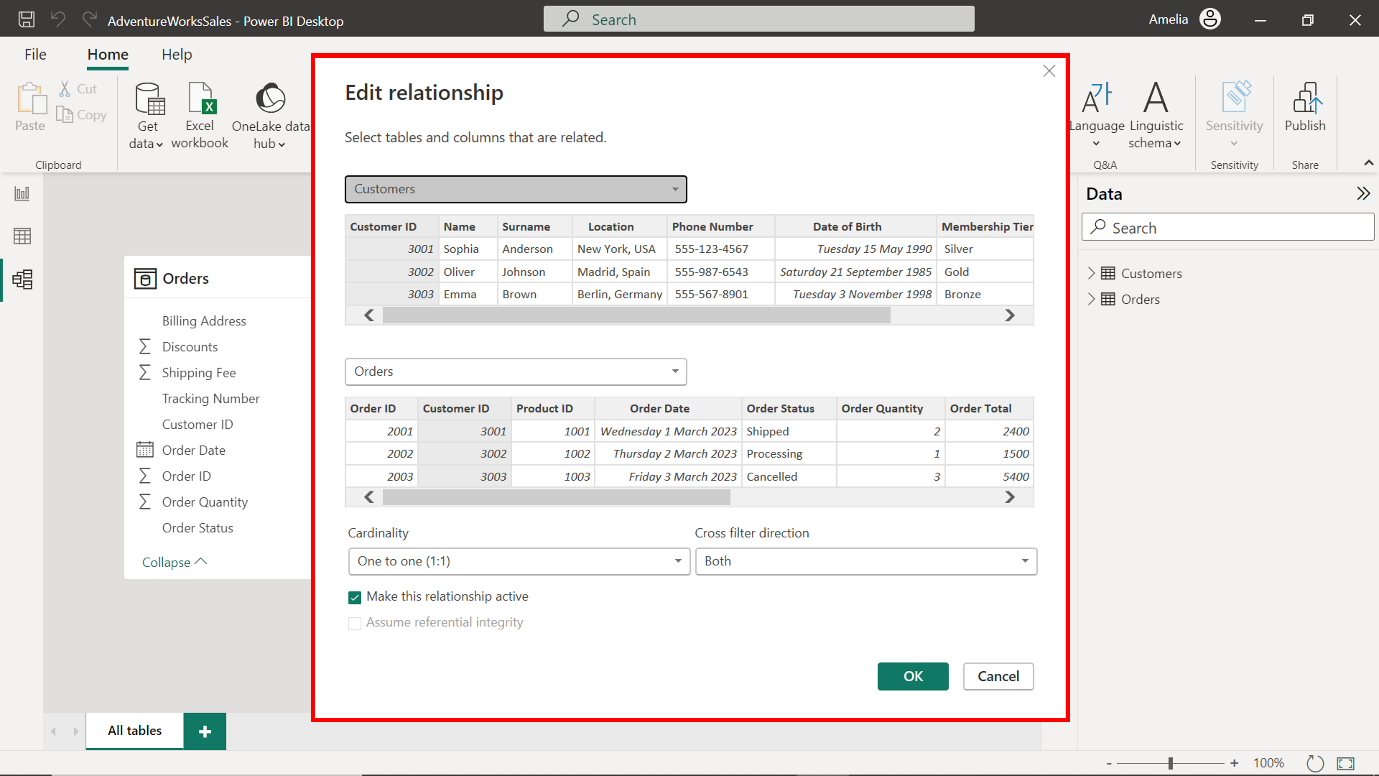 AdventureWorksSales - Power BI Desktop
Search
Amelia
File
Home
Help
Paste
Cut
Copy
Clipboard
Get
data
Excel
workbook
OneLake data
hub
Language
Linguistic
schema
Q&A
Sensitivity
Sensitivity
Publish
Share
Edit relationship
Select tables and columns that are related.
Customers
Customer ID Name Surname Location Phone Number Date of Birth Membership Tier
3001 Sophia Anderson New York, USA 555-123-4567 Tuesday 15 May 1990 Silver
3002 Oliver Johnson Madrid, Spain 555-987-6543 Saturday 21 September 1985 Gold
3003 Emma Brown Berlin, Germany 555-567-8901 Tuesday 3 November 1998 Bronze
Orders
Order ID Customer ID Product ID Order Date Order Status Order Quantity Order Total
2001 3001 1001 Wednesday 1 March 2023 Shipped 2 2400
2002 3002 1002 Thursday 2 March 2023 Processing 1 1500
2003 3003 1003 Friday 3 March 2023 Cancelled 3 5400
Cardinality
One to one (1:1)
Cross filter direction
Both
Make this relationship active
Assume referential integrity
OK
Cancel
Orders
Billing Address
Discounts
Shipping Fee
Tracking Number
Customer ID
Order Date
Order ID
Order Quantity
Order Status
Collapse
Data
Search
Customers
Orders
All tables
+
- + 100%